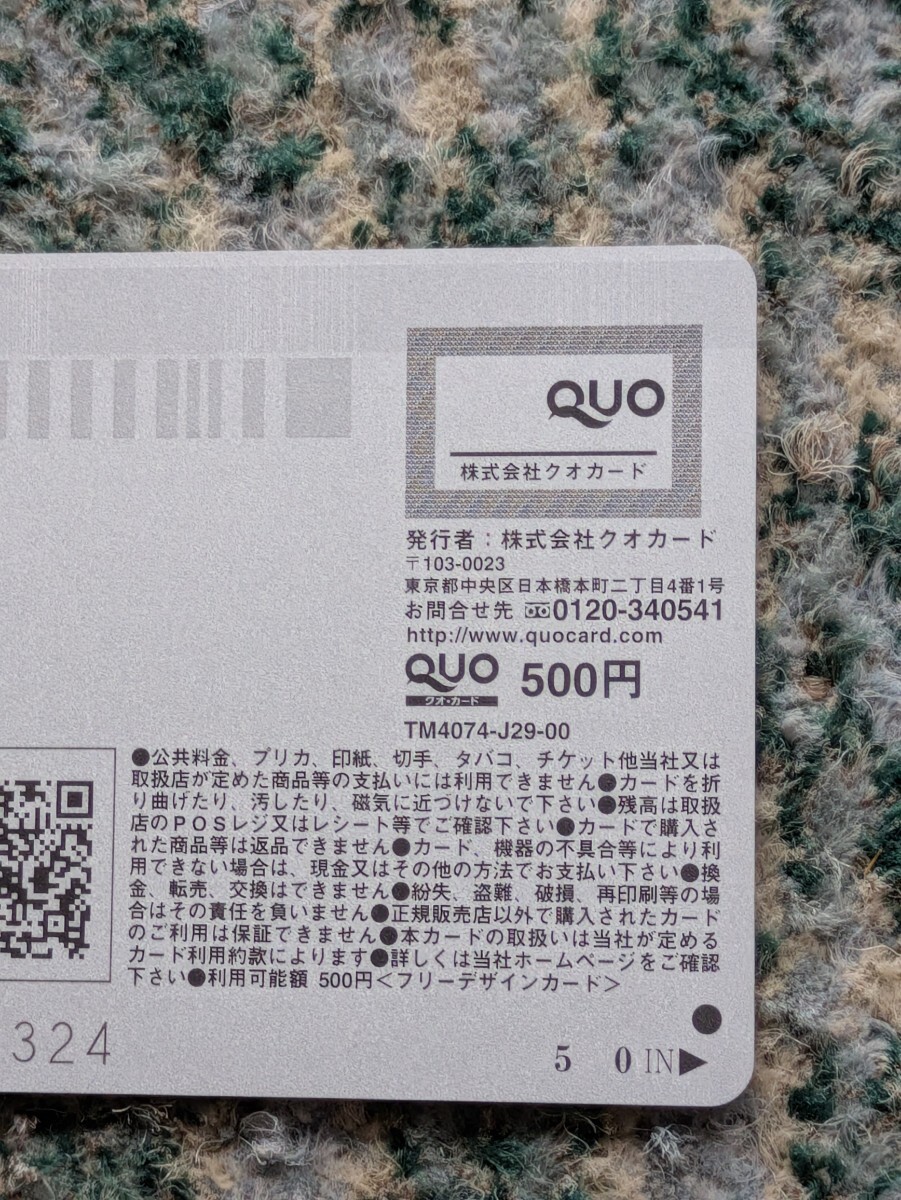 QUO
株式会社クオカード
発行者：株式会社クオカード
〒103-0023
東京都中央区日本橋本町二丁目4番1号
お問合せ先 0120-340541
http://www.quocard.com
QUO 500円
クオ・カード
TM4074-J29-00
●公共料金、プリカ、印紙、切手、タバコ、チケット他当社又は
取扱店が定めた商品等の支払いには利用できません●カードを折
り曲げたり、汚したり、磁気に近づけないで下さい●残高は取扱
店のPOSレジ又はレシート等でご確認下さい●カードで購入さ
れた商品等は返品できません●カード、機器の不具合等により利
用できない場合は、現金又はその他の方法でお支払い下さい●換
金、転売、交換はできません●紛失、盗難、破損、再印刷等の場
合はその責任を負いません●正規販売店以外で購入されたカード
のご利用は保証できません●本カードの取扱いは当社が定める
カード利用約款によります●詳しくは当社ホームページをご確認
下さい●利用可能額 500円＜フリーデザインカード＞
324
5 0 IN▶